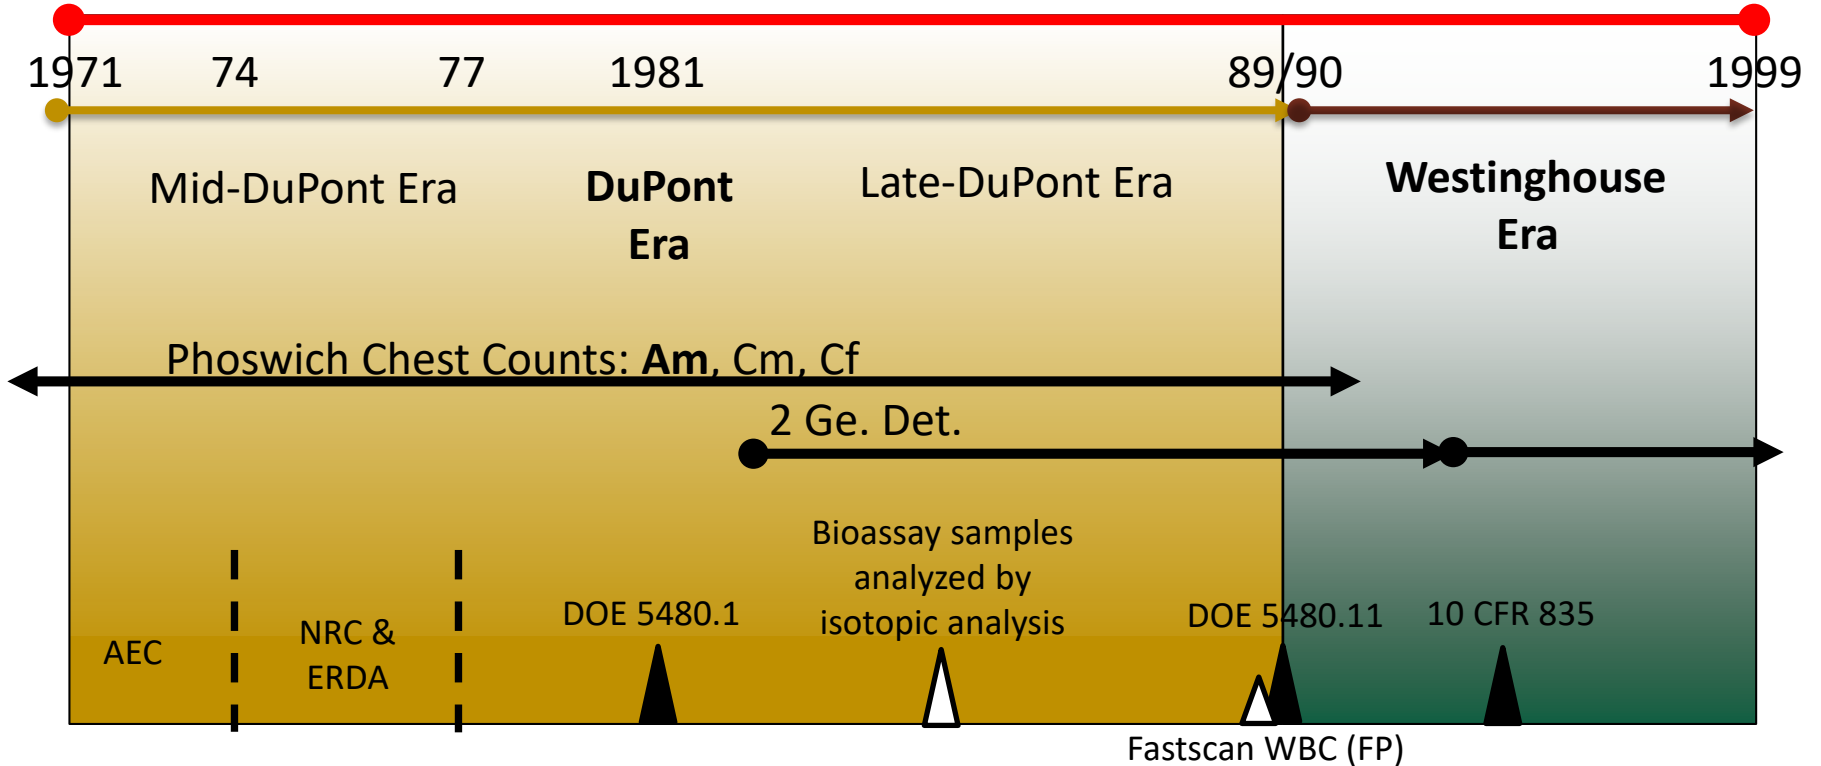 1971 74 77 1981 89/90 1999
Mid-DuPont Era
DuPont
Era
Late-DuPont Era
Westinghouse
Era
Phoswich Chest Counts: Am, Cm, Cf
2 Ge. Det.
Bioassay samples
analyzed by
isotopic analysis
AEC
NRC &
ERDA
DOE 5480.1
DOE 5480.11
10 CFR 835
Fastscan WBC (FP)